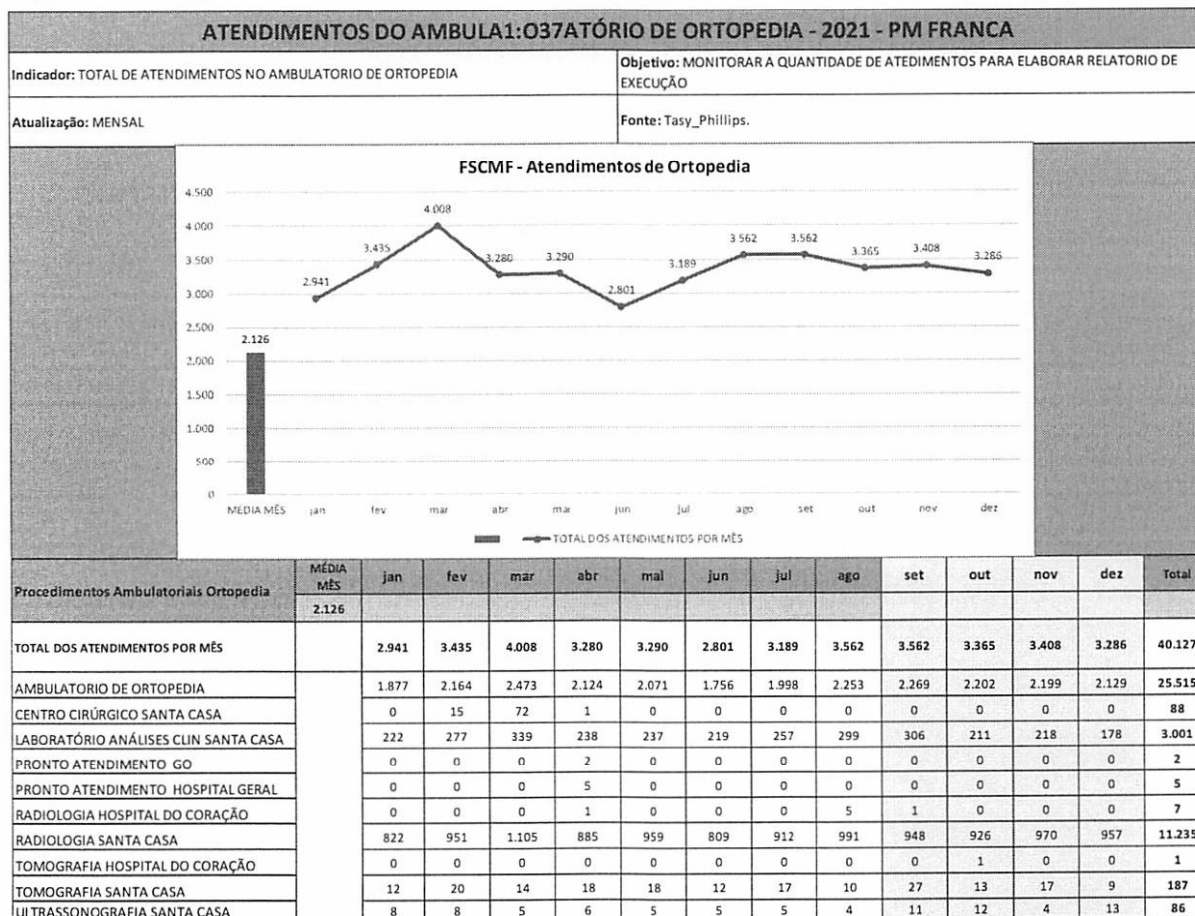 ATENDIMENTOS DO AMBULA1:O37ATÓRIO DE ORTOPEDIA - 2021 - PM FRANCA
Indicador: TOTAL DE ATENDIMENTOS NO AMBULATORIO DE ORTOPEDIA
Objetivo: MONITORAR A QUANTIDADE DE ATEDIMENTOS PARA ELABORAR RELATORIO DE
EXECUÇÃO
Atualização: MENSAL
Fonte: Tasy_Phillips.
FSCMF - Atendimentos de Ortopedia
4.500
4.000
3.500
3.000
2.500
2.000
1.500
1.000
500
0
2.126
2.941
3.435
4.008
3.280
3.290
2.801
3.189
3.562
3.562
3.365
3.408
3.286
MEDIA MÊS jan fev mar abr mai jun jul ago set out nov dez
TOTAL DOS ATENDIMENTOS POR MÊS
Procedimentos Ambulatoriais Ortopedia MÉDIA MÊS jan fev mar abr mai jun jul ago set out nov dez Total
2.126
TOTAL DOS ATENDIMENTOS POR MÊS 2.941 3.435 4.008 3.280 3.290 2.801 3.189 3.562 3.562 3.365 3.408 3.286 40.127
AMBULATORIO DE ORTOPEDIA 1.877 2.164 2.473 2.124 2.071 1.756 1.998 2.253 2.269 2.202 2.199 2.129 25.515
CENTRO CIRÚRGICO SANTA CASA 0 15 72 1 0 0 0 0 0 0 0 0 88
LABORATÓRIO ANÁLISES CLIN SANTA CASA 222 277 339 238 237 219 257 299 306 211 218 178 3.001
PRONTO ATENDIMENTO GO 0 0 0 2 0 0 0 0 0 0 0 0 2
PRONTO ATENDIMENTO HOSPITAL GERAL 0 0 0 5 0 0 0 0 0 0 0 0 5
RADIOLOGIA HOSPITAL DO CORAÇÃO 0 0 0 1 0 0 0 5 1 0 0 0 7
RADIOLOGIA SANTA CASA 822 951 1.105 885 959 809 912 991 948 926 970 957 11.235
TOMOGRAFIA HOSPITAL DO CORAÇÃO 0 0 0 0 0 0 0 0 0 1 0 0 1
TOMOGRAFIA SANTA CASA 12 20 14 18 18 12 17 10 27 13 17 9 187
ULTRASSONOGRAFIA SANTA CASA 8 8 5 6 5 5 5 4 11 12 4 13 86